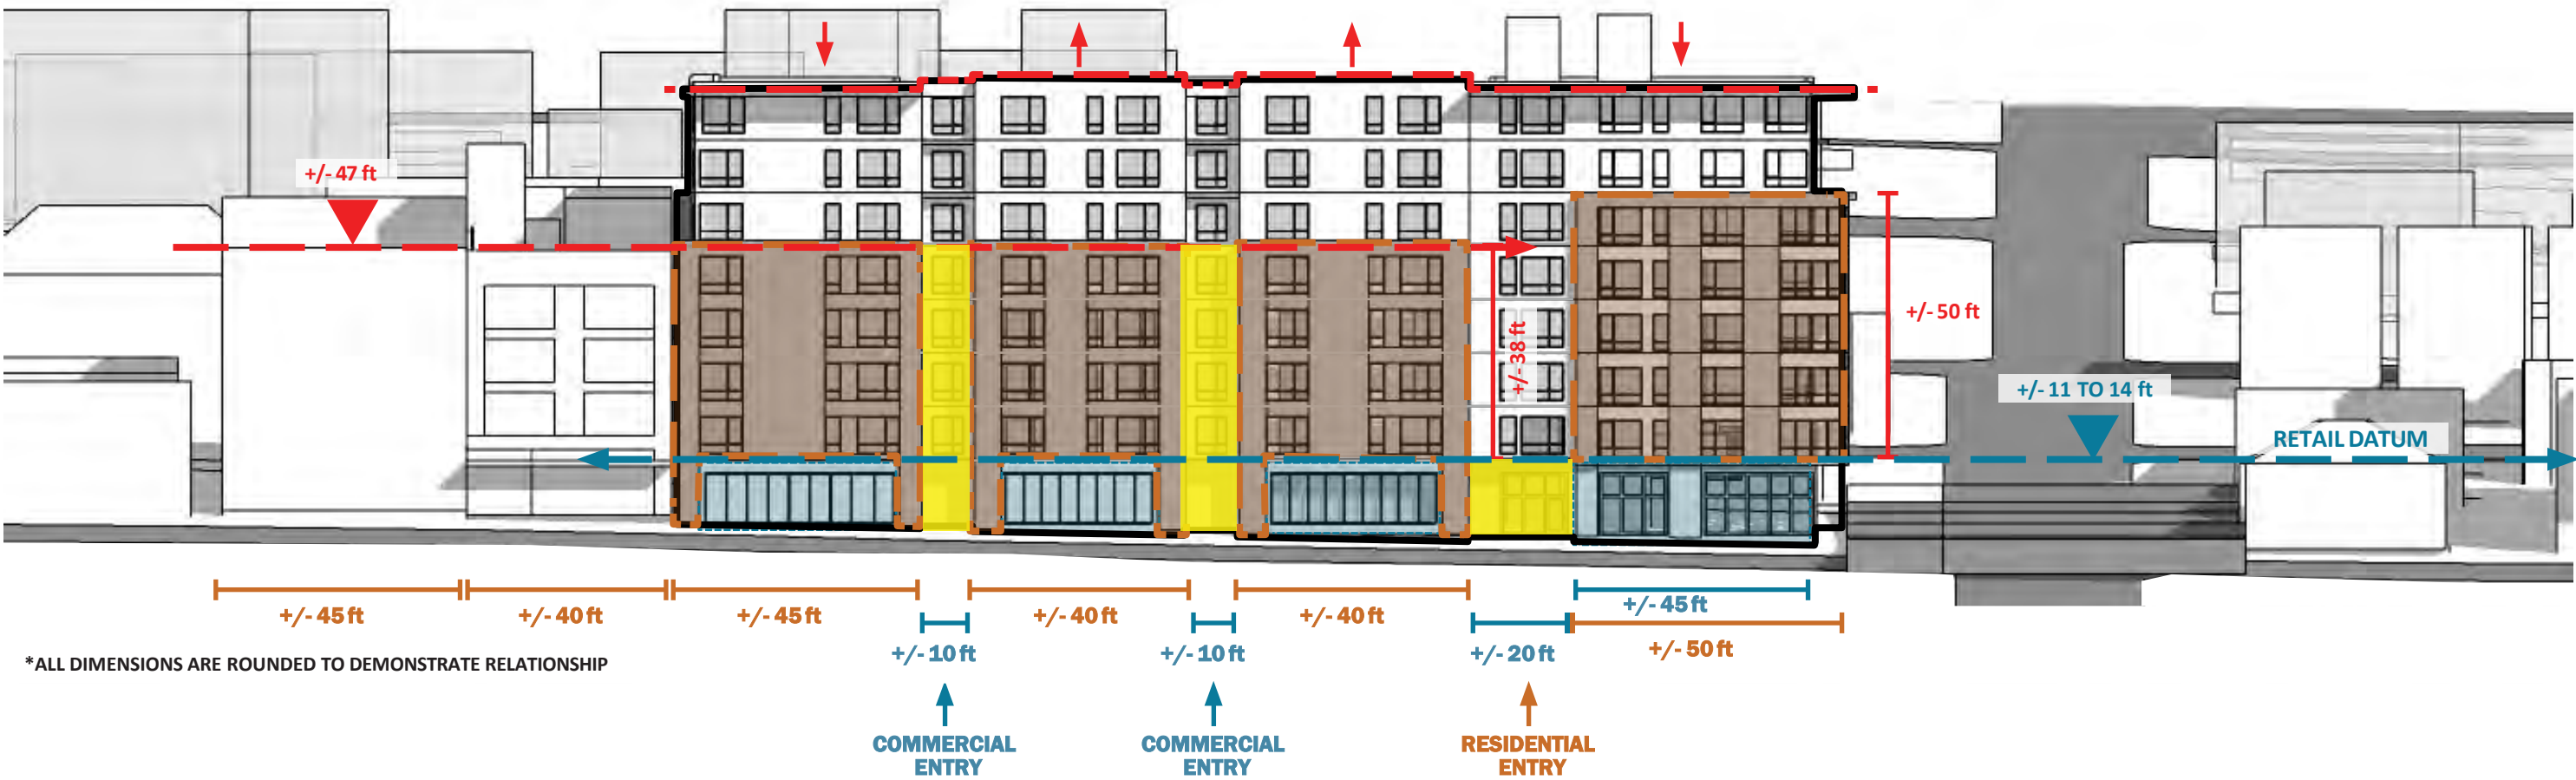 +/- 47 ft
+/- 50 ft
+/- 38 ft
+/- 11 TO 14 ft
RETAIL DATUM
+/- 45 ft
+/- 40 ft
+/- 45 ft
+/- 40 ft
+/- 40 ft
+/- 45 ft
+/- 10 ft
+/- 10 ft
+/- 20 ft
+/- 50 ft
*ALL DIMENSIONS ARE ROUNDED TO DEMONSTRATE RELATIONSHIP
COMMERCIAL
ENTRY
COMMERCIAL
ENTRY
RESIDENTIAL
ENTRY